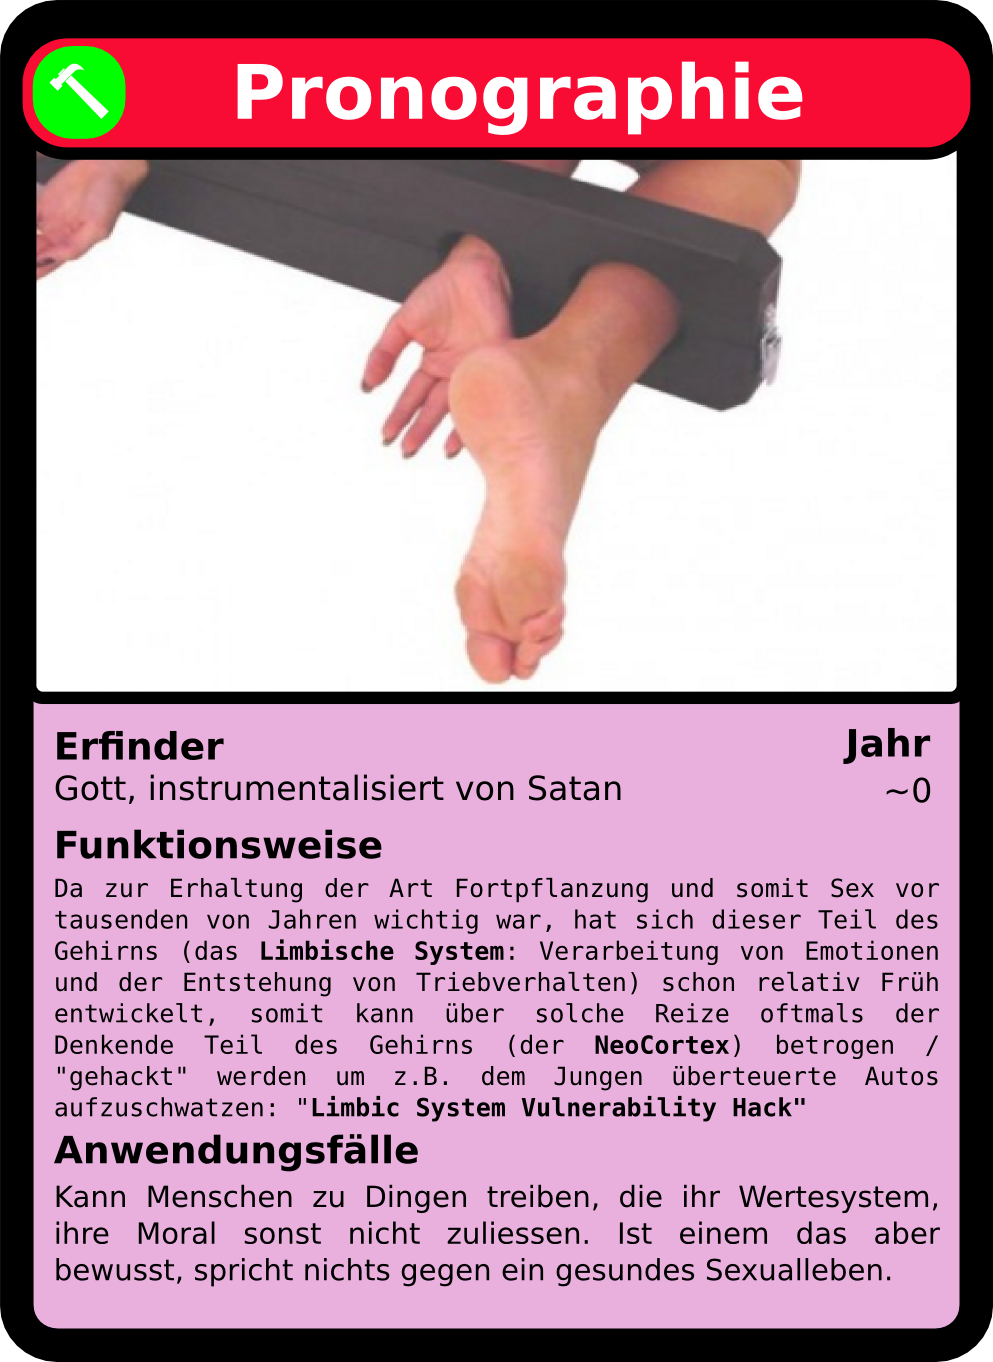 Pronographie
Erfinder
Jahr
Gott, instrumentalisiert von Satan
~0
Funktionsweise
Da zur Erhaltung der Art Fortpflanzung und somit Sex vor
tausenden von Jahren wichtig war, hat sich dieser Teil des
Gehirns (das Limbische System: Verarbeitung von Emotionen
und der Entstehung von Triebverhalten) schon relativ Früh
entwickelt, somit kann über solche Reize oftmals der
Denkende Teil des Gehirns (der NeoCortex) betrogen /
"gehackt" werden um z.B. dem Jungen überteuerte Autos
aufzuschwatzen: "Limbic System Vulnerability Hack"
Anwendungsfälle
Kann Menschen zu Dingen treiben, die ihr Wertesystem,
ihre Moral sonst nicht zuliessen. Ist einem das aber
bewusst, spricht nichts gegen ein gesundes Sexualleben.